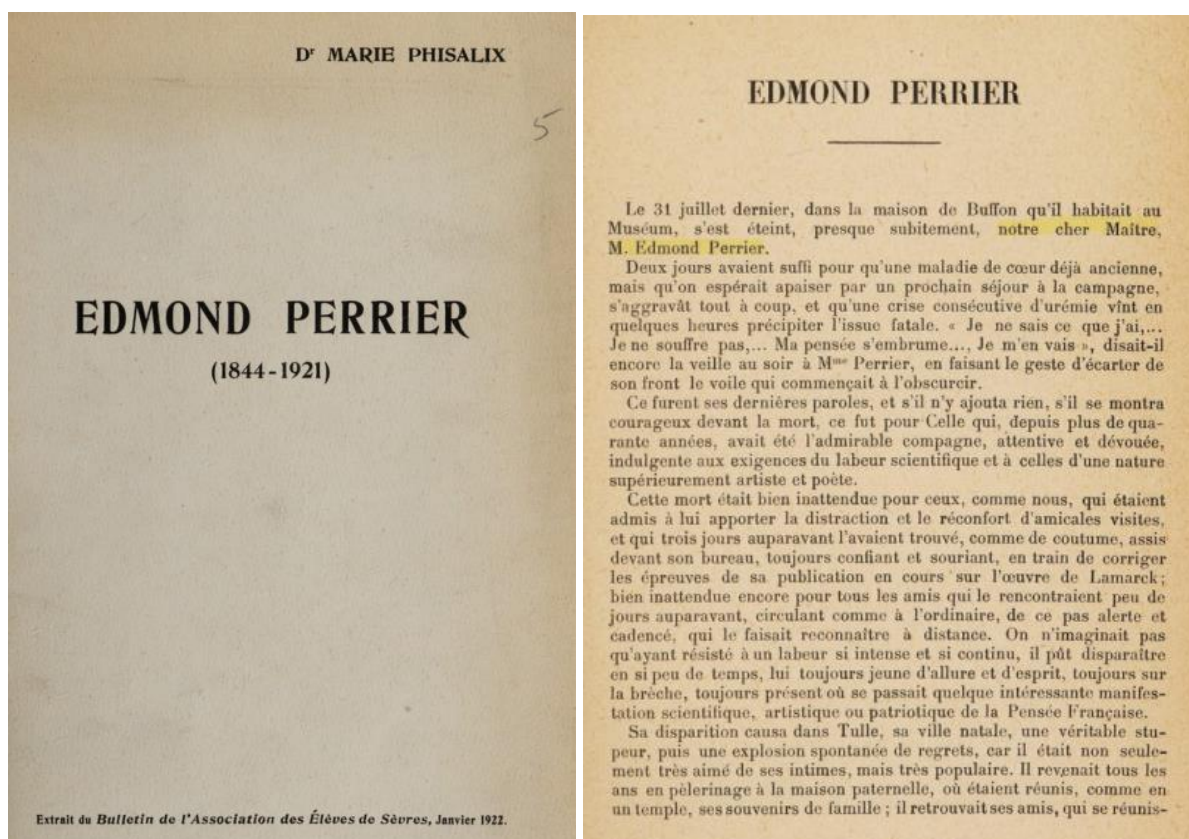 Dr MARIE PHISALIX
5
EDMOND PERRIER
(1844-1921)
Extrait du Bulletin de l'Association des Élèves de Sèvres, Janvier 1922.
EDMOND PERRIER
Le 31 juillet dernier, dans la maison de Buffon qu'il habitait au
Muséum, s'est éteint, presque subitement, notre cher Maître,
M. Edmond Perrier.
Deux jours avaient suffi pour qu'une maladie de cœur déjà ancienne,
mais qu'on espérait apaiser par un prochain séjour à la campagne,
s'aggravât tout à coup, et qu'une crise consécutive d'urémie vînt en
quelques heures précipiter l'issue fatale. « Je ne sais ce que j'ai,...
Je ne souffre pas,... Ma pensée s'embrume..., Je m'en vais », disait-il
encore la veille au soir à Mme Perrier, en faisant le geste d'écarter de
son front le voile qui commençait à l'obscurcir.
Ce furent ses dernières paroles, et s'il n'y ajouta rien, s'il se montra
courageux devant la mort, ce fut pour Celle qui, depuis plus de qua-
rante années, avait été l'admirable compagne, attentive et dévouée,
indulgente aux exigences du labeur scientifique et à celles d'une nature
supérieurement artiste et poète.
Cette mort était bien inattendue pour ceux, comme nous, qui étaient
admis à lui apporter la distraction et le réconfort d'amicales visites,
et qui trois jours auparavant l'avaient trouvé, comme de coutume, assis
devant son bureau, toujours confiant et souriant, en train de corriger
les épreuves de sa publication en cours sur l'œuvre de Lamarck ;
bien inattendue encore pour tous les amis qui le rencontraient peu de
jours auparavant, circulant comme à l'ordinaire, de ce pas alerte et
cadencé, qui le faisait reconnaître à distance. On n'imaginait pas
qu'ayant résisté à un labeur si intense et si continu, il pût disparaître
en si peu de temps, lui toujours jeune d'allure et d'esprit, toujours sur
la brèche, toujours présent où se passait quelque intéressante manifes-
tation scientifique, artistique ou patriotique de la Pensée Française.
Sa disparition causa dans Tulle, sa ville natale, une véritable stu-
peur, puis une explosion spontanée de regrets, car il était non seule-
ment très aimé de ses intimes, mais très populaire. Il revenait tous les
ans en pèlerinage à la maison paternelle, où étaient réunis, comme en
un temple, ses souvenirs de famille ; il retrouvait ses amis, qui se réunis-